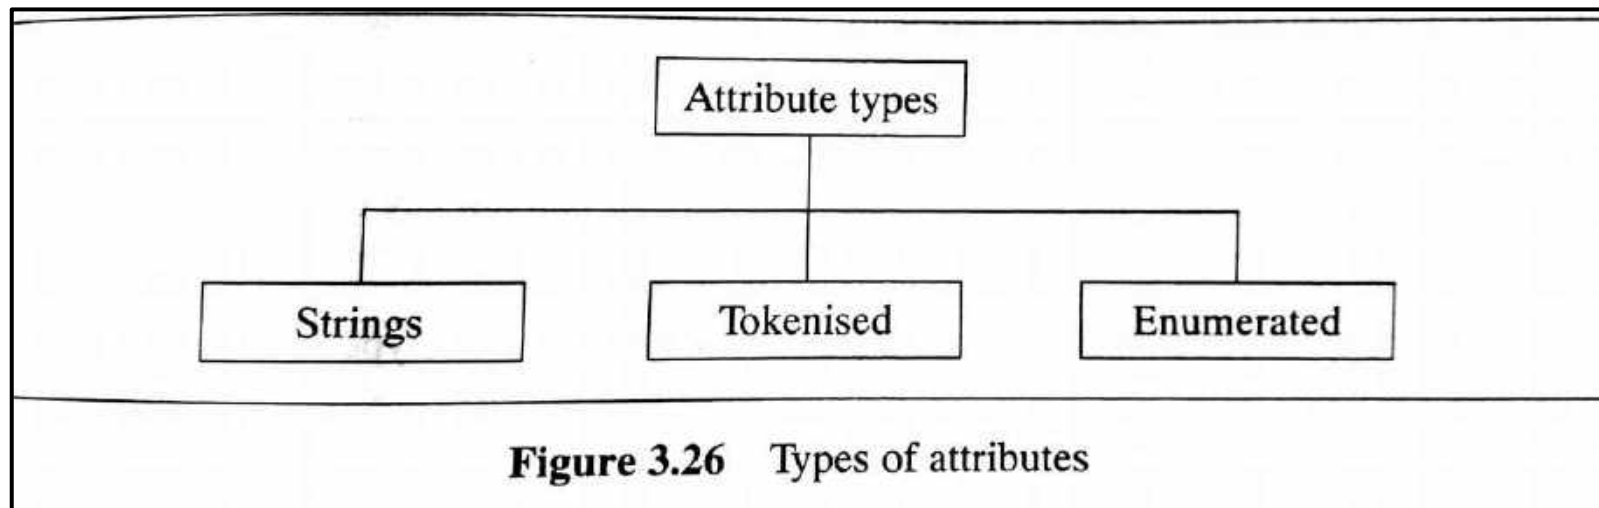 Attribute types
Strings Tokenised Enumerated
Figure 3.26 Types of attributes